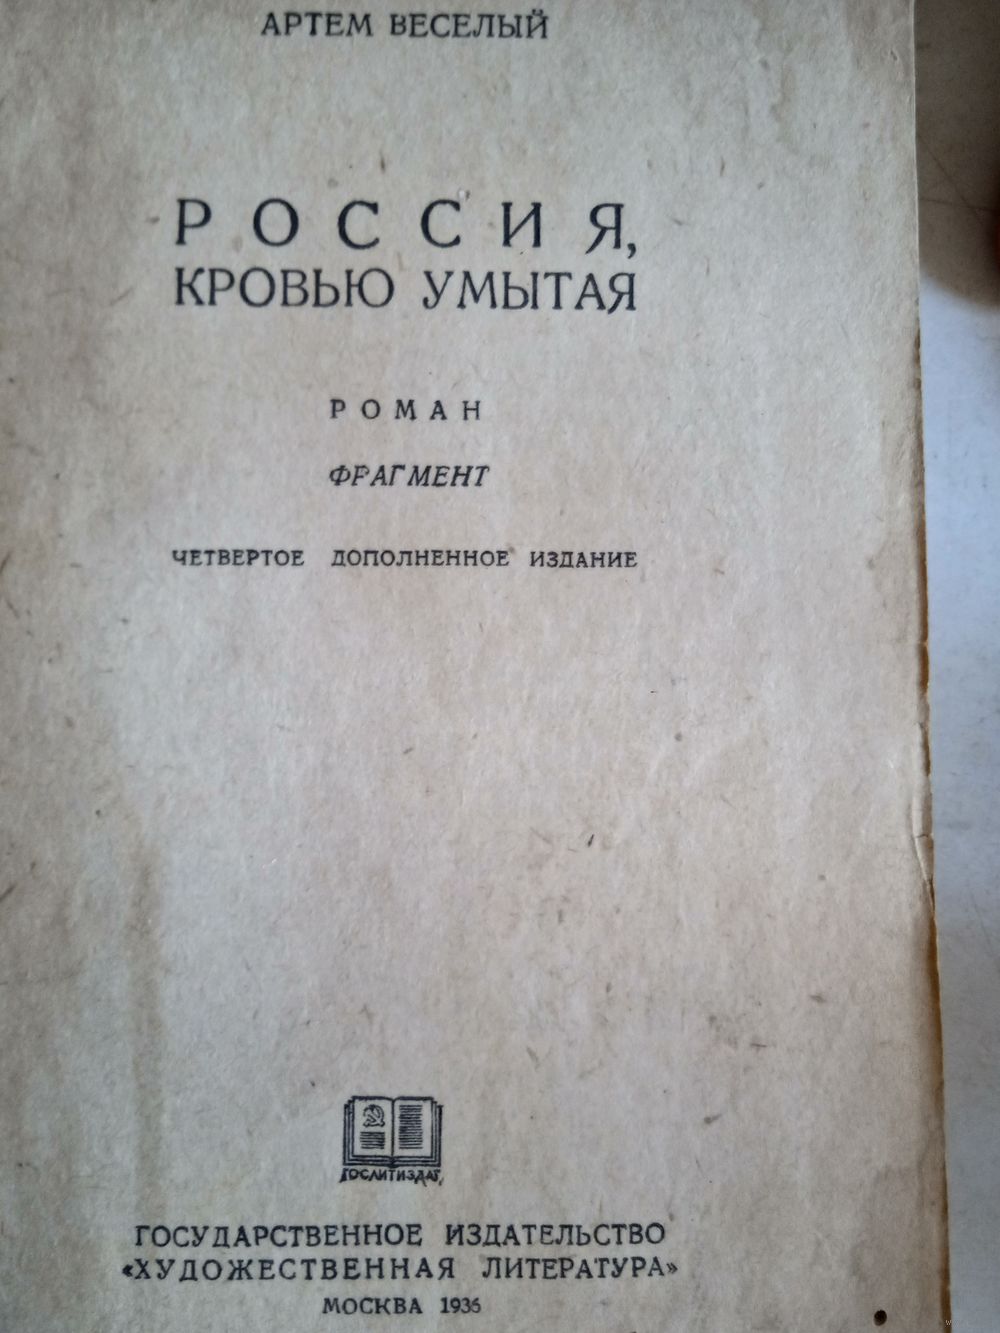 АРТЕМ ВЕСЕЛЫЙ
РОССИЯ,
КРОВЬЮ УМЫТАЯ
РОМАН
ФРАГМЕНТ
ЧЕТВЕРТОЕ ДОПОЛНЕННОЕ ИЗДАНИЕ
ГОСЛИТИЗДАТ
ГОСУДАРСТВЕННОЕ ИЗДАТЕЛЬСТВО
«ХУДОЖЕСТВЕННАЯ ЛИТЕРАТУРА»
МОСКВА 1936